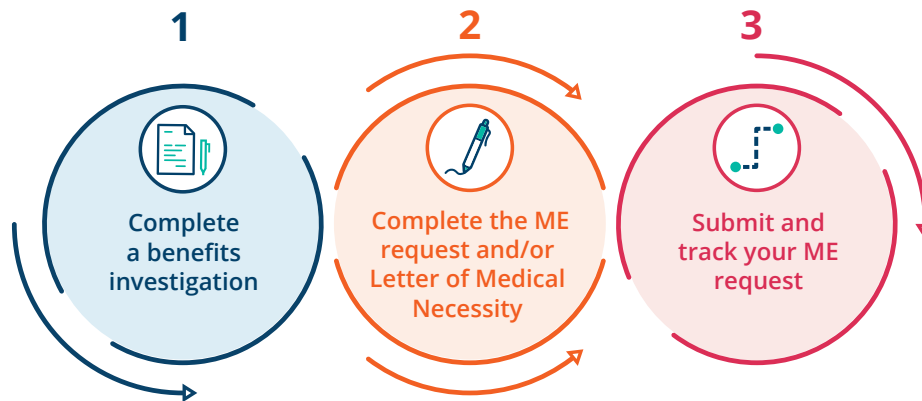 1
2
3
Complete
a benefits
investigation
Complete the ME
request and/or
Letter of Medical
Necessity
Submit and
track your ME
request